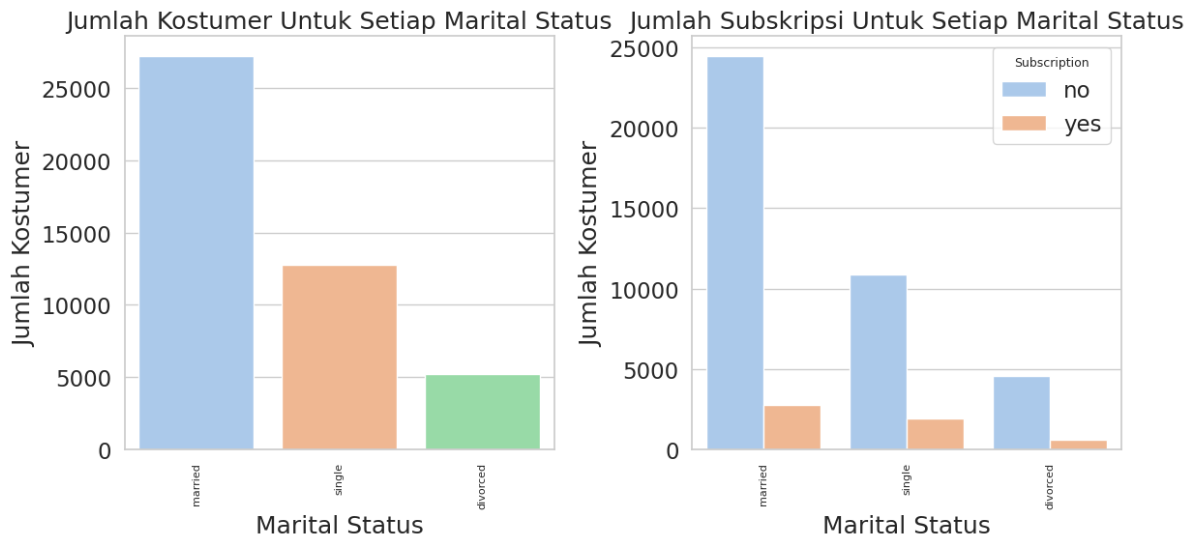 Jumlah Kostumer Untuk Setiap Marital Status
25000
20000
15000
10000
5000
0
Jumlah Kostumer
married
single
divorced
Marital Status
Jumlah Subskripsi Untuk Setiap Marital Status
25000
20000
15000
10000
5000
0
Jumlah Kostumer
Subscription
no
yes
married
single
divorced
Marital Status